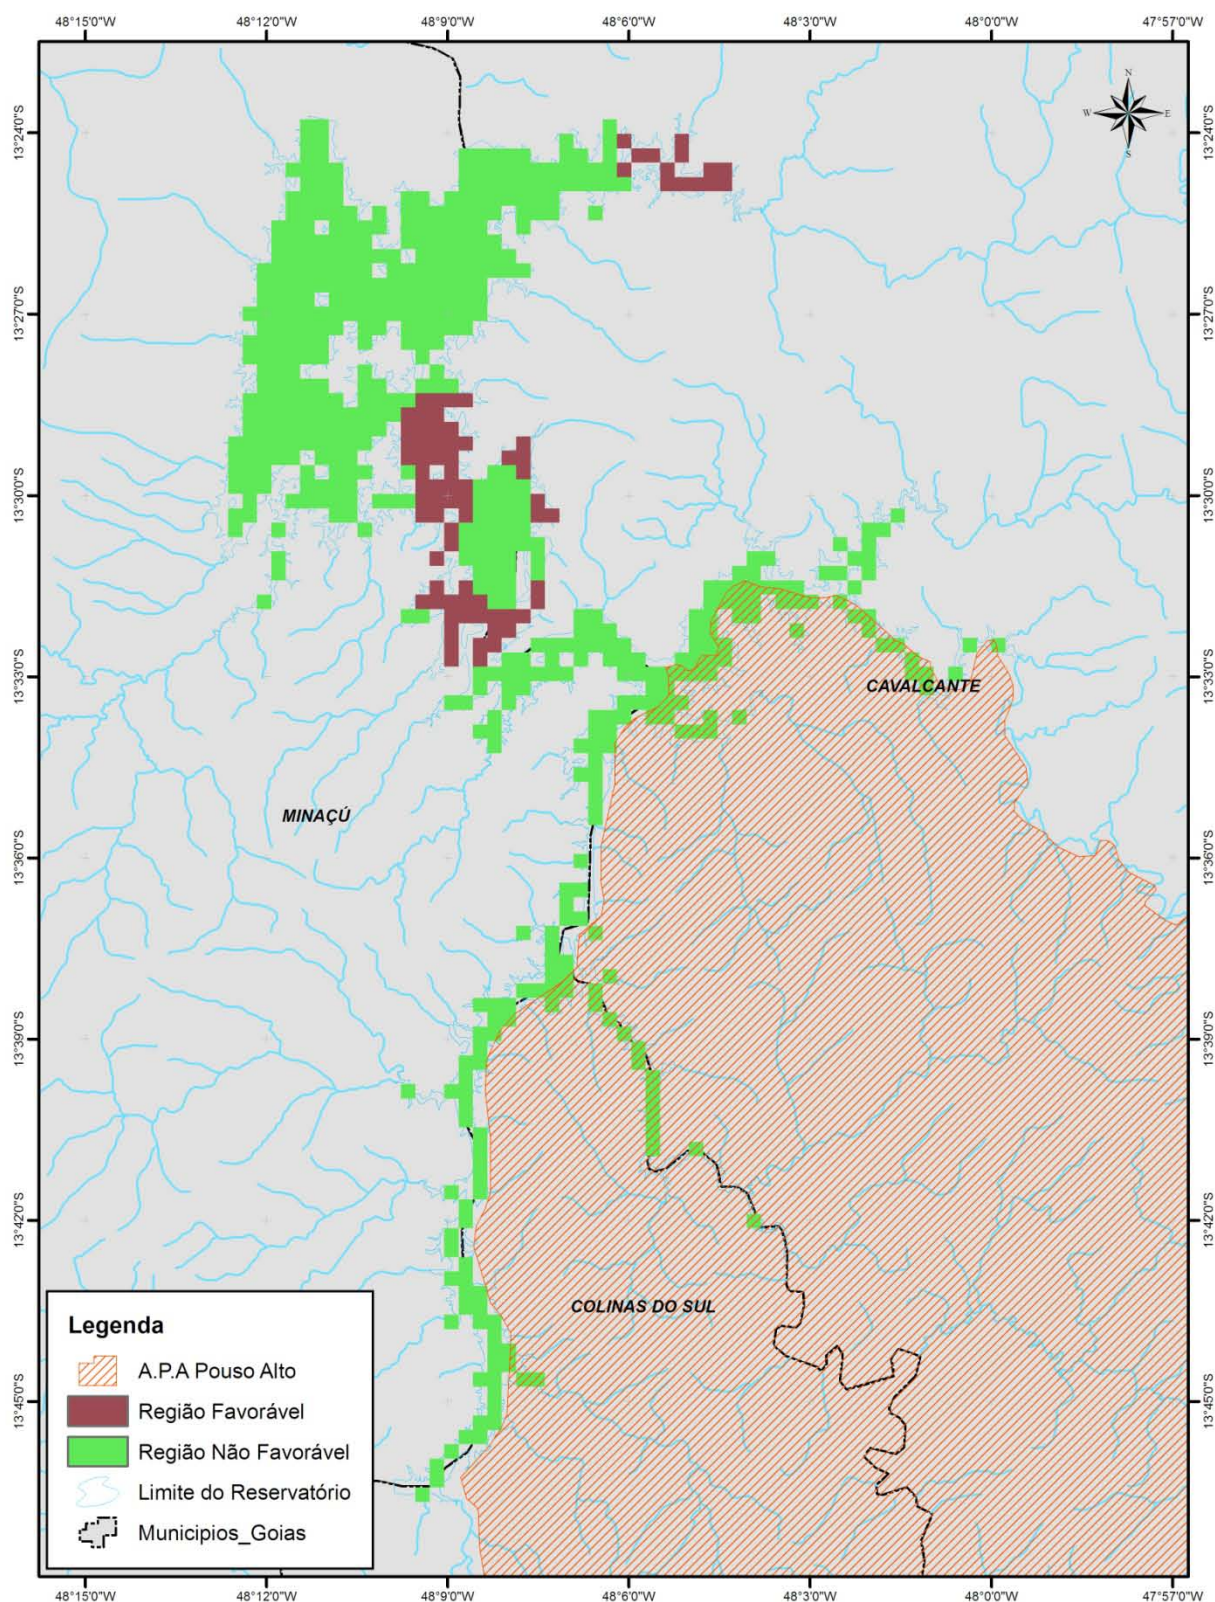 48°15'0"W 48°12'0"W 48°9'0"W 48°6'0"W 48°3'0"W 48°0'0"W 47°57'0"W
N
W E
S
13°24'0"S 13°24'0"S
13°27'0"S 13°27'0"S
13°30'0"S 13°30'0"S
13°33'0"S 13°33'0"S
CAVALCANTE
MINAÇÚ
13°36'0"S 13°36'0"S
13°39'0"S 13°39'0"S
13°42'0"S 13°42'0"S
COLINAS DO SUL
Legenda
A.P.A Pouso Alto
Região Favorável
13°45'0"S 13°45'0"S
Região Não Favorável
Limite do Reservatório
Municipios_Goias
48°15'0"W 48°12'0"W 48°9'0"W 48°6'0"W 48°3'0"W 48°0'0"W 47°57'0"W